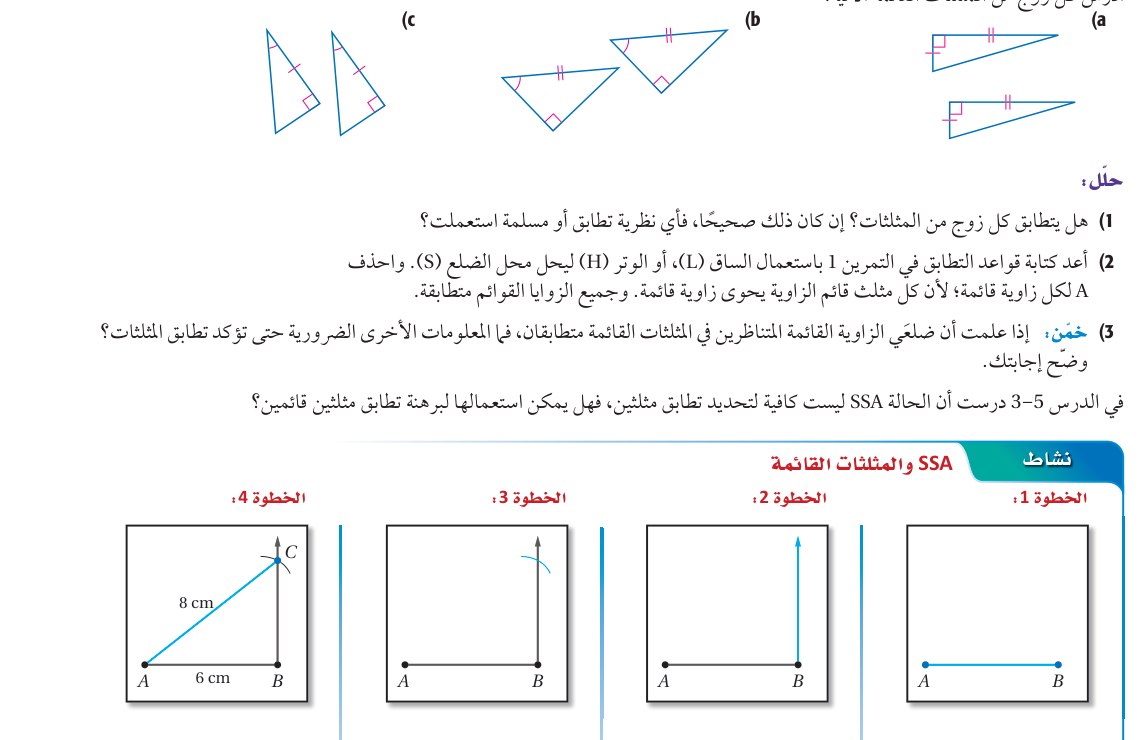 (a
(b
(c
حلّل:
(1 هل يتطابق كل زوج من المثلثات؟ إن كان ذلك صحيحًا، فأي نظرية تطابق أو مسلمة استعملت؟
(2 أعد كتابة قواعد التطابق في التمرين 1 باستعمال الساق (L)، أو الوتر (H) ليحل محل الضلع (S). واحذف
A لكل زاوية قائمة؛ لأن كل مثلث قائم الزاوية يحوى زاوية قائمة. وجميع الزوايا القوائم متطابقة.
(3 خمّن: إذا علمت أن ضلعَي الزاوية القائمة المتناظرين في المثلثات القائمة متطابقان، فما المعلومات الأخرى الضرورية حتى تؤكد تطابق المثلثات؟
وضّح إجابتك.
في الدرس 5–3 درست أن الحالة SSA ليست كافية لتحديد تطابق مثلثين، فهل يمكن استعمالها لبرهنة تطابق مثلثين قائمين؟
نشاط
SSA والمثلثات القائمة
الخطوة 1:
الخطوة 2:
الخطوة 3:
الخطوة 4:
A B
A B
A B
C
8 cm
A 6 cm B